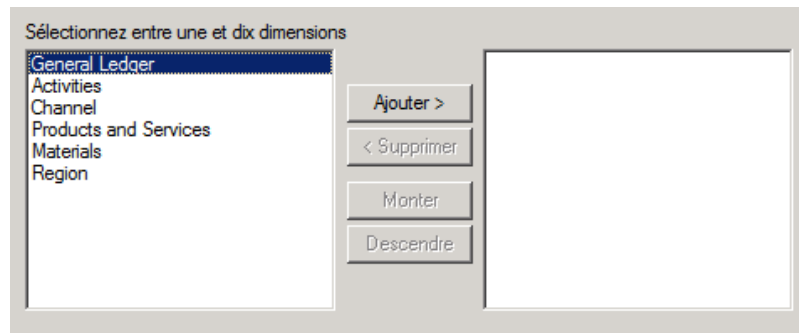 Sélectionnez entre une et dix dimensions
General Ledger
Activities
Channel
Products and Services
Materials
Region
Ajouter >
< Supprimer
Monter
Descendre